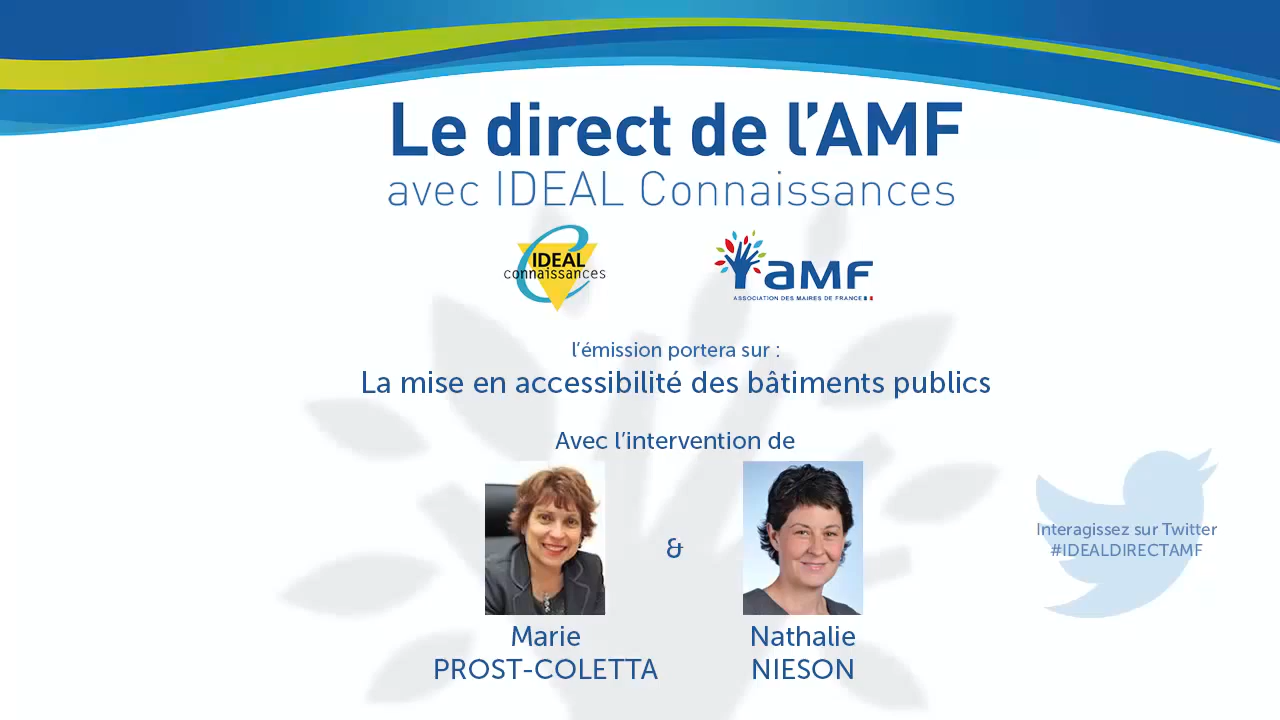 Le direct de l'AMF
avec IDEAL Connaissances
IDEAL
connaissances
AMF
ASSOCIATION DES MAIRES DE FRANCE
l'émission portera sur :
La mise en accessibilité des bâtiments publics
Avec l'intervention de
&
Interagissez sur Twitter
#IDEALDIRECTAMF
Marie
PROST-COLETTA
Nathalie
NIESON